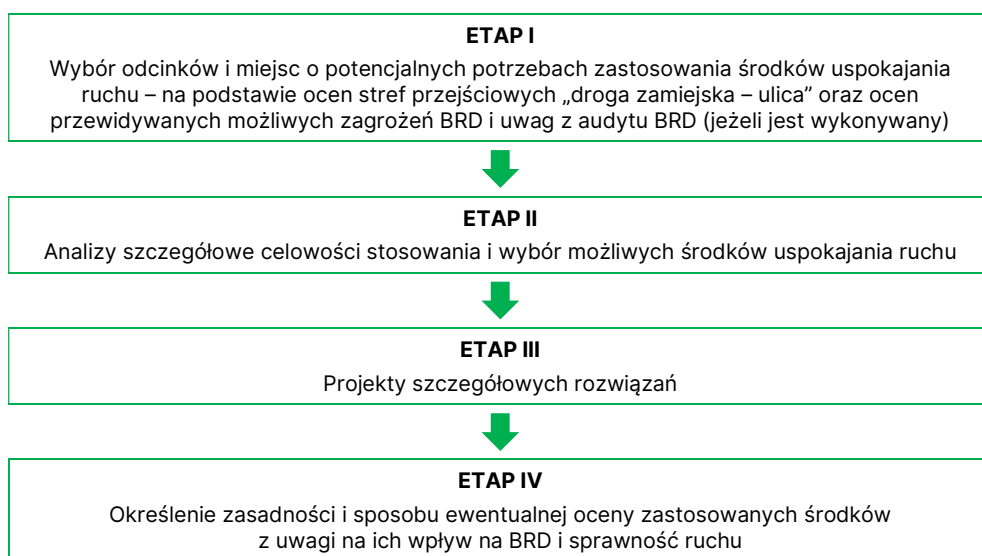 ETAP I
Wybór odcinków i miejsc o potencjalnych potrzebach zastosowania środków uspokajania
ruchu – na podstawie ocen stref przejściowych „droga zamiejska – ulica” oraz ocen
przewidywanych możliwych zagrożeń BRD i uwag z audytu BRD (jeżeli jest wykonywany)
ETAP II
Analizy szczegółowe celowości stosowania i wybór możliwych środków uspokajania ruchu
ETAP III
Projekty szczegółowych rozwiązań
ETAP IV
Określenie zasadności i sposobu ewentualnej oceny zastosowanych środków
z uwagi na ich wpływ na BRD i sprawność ruchu